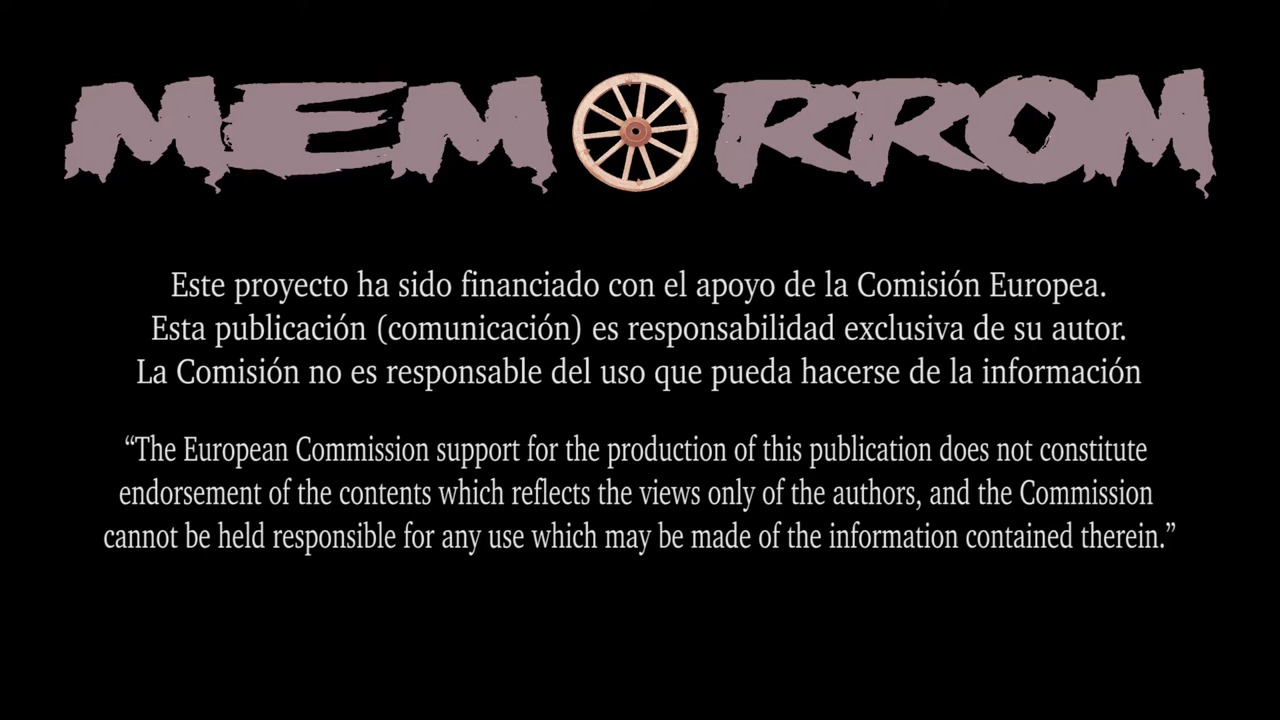 MEMORROM
Este proyecto ha sido financiado con el apoyo de la Comisión Europea.
Esta publicación (comunicación) es responsabilidad exclusiva de su autor.
La Comisión no es responsable del uso que pueda hacerse de la información
“The European Commission support for the production of this publication does not constitute
endorsement of the contents which reflects the views only of the authors, and the Commission
cannot be held responsible for any use which may be made of the information contained therein.”